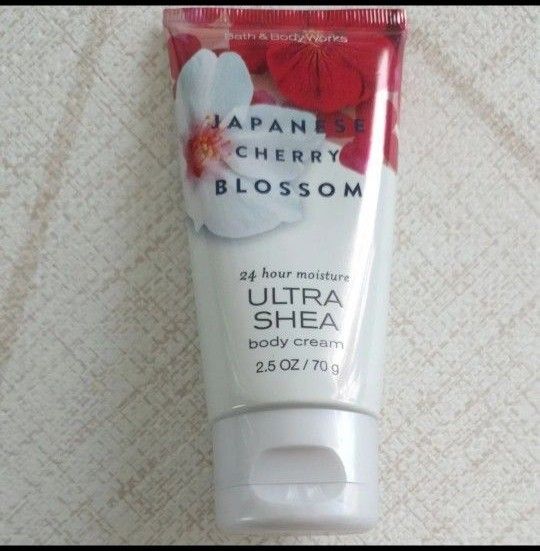 Bath & Body Works
JAPANESE
CHERRY
BLOSSOM
24 hour moisture
ULTRA
SHEA
body cream
2.5 OZ / 70 g